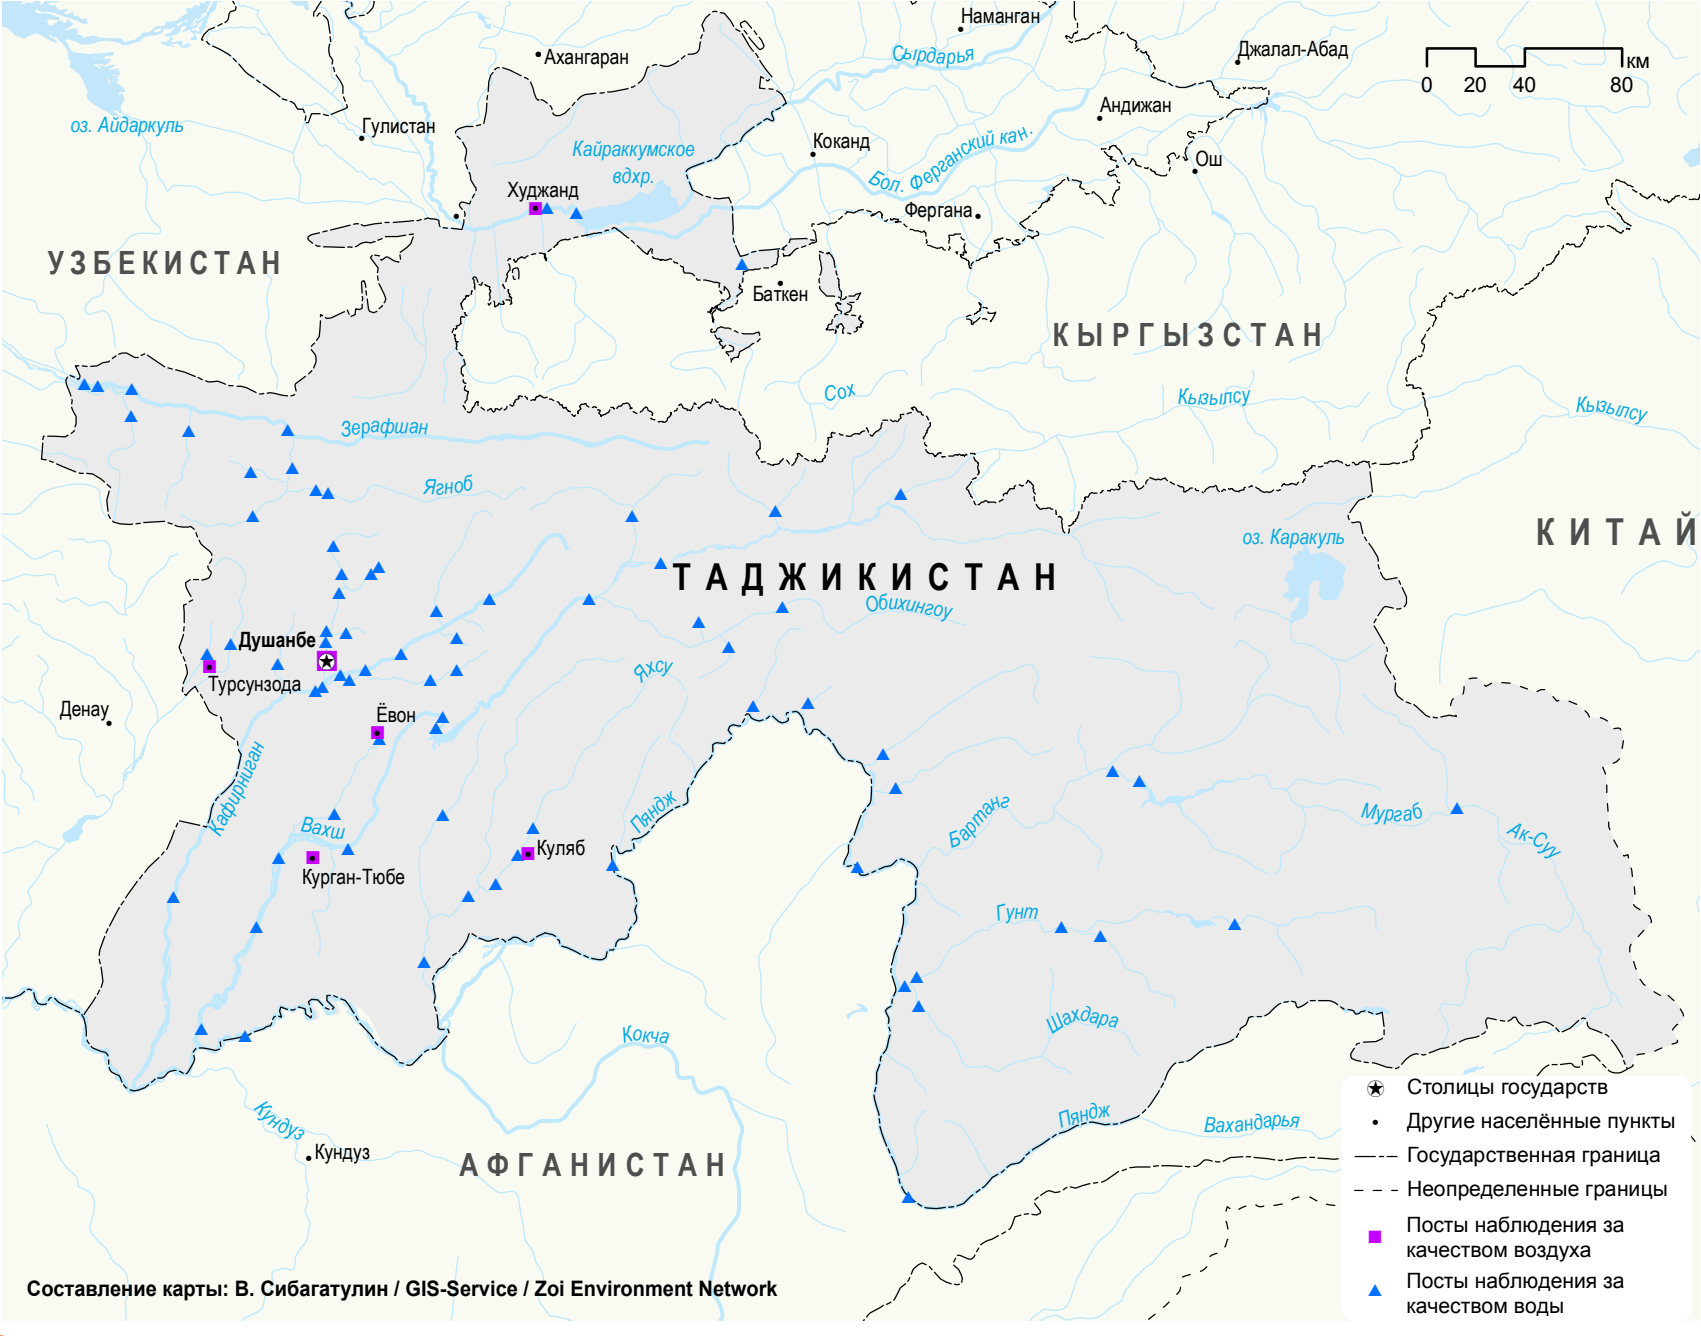 Наманган
Ахангаран
Сырдарья
Джалал-Абад
км
0 20 40 80
Андижан
оз. Айдаркуль
Гулистан
Коканд
Бол. Ферганский кан.
Кайраккумское
вдхр.
Ош
Худжанд
Фергана
УЗБЕКИСТАН
Баткен
КЫРГЫЗСТАН
Сох
Кызылсу
Кызылсу
Зерафшан
Ягноб
КИТАЙ
оз. Каракуль
ТАДЖИКИСТАН
Обихингоу
Душанбе
Яхсу
Турсунзода
Денау
Ёвон
Кафирниган
Пяндж
Бартанг
Мургаб
Ак-Суу
Вахш
Куляб
Курган-Тюбе
Гунт
Шахдара
Кокча
Пяндж
Вахандарья
Кундуз
Кундуз
АФГАНИСТАН
Столицы государств
Другие населённые пункты
Государственная граница
Неопределенные границы
Посты наблюдения за
качеством воздуха
Посты наблюдения за
качеством воды
Составление карты: В. Сибагатулин / GIS-Service / Zoi Environment Network